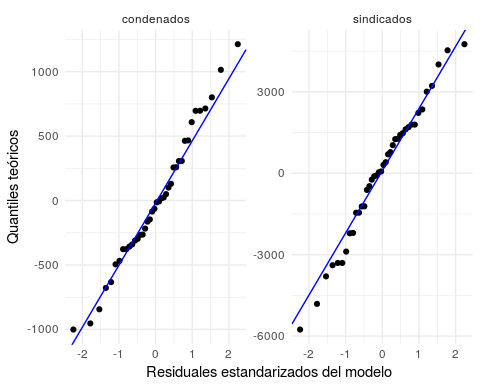 condenados
sindicados
Quantiles teóricos
1000
500
0
-500
-1000
3000
0
-3000
-6000
-2 -1 0 1 2
-2 -1 0 1 2
Residuales estandarizados del modelo